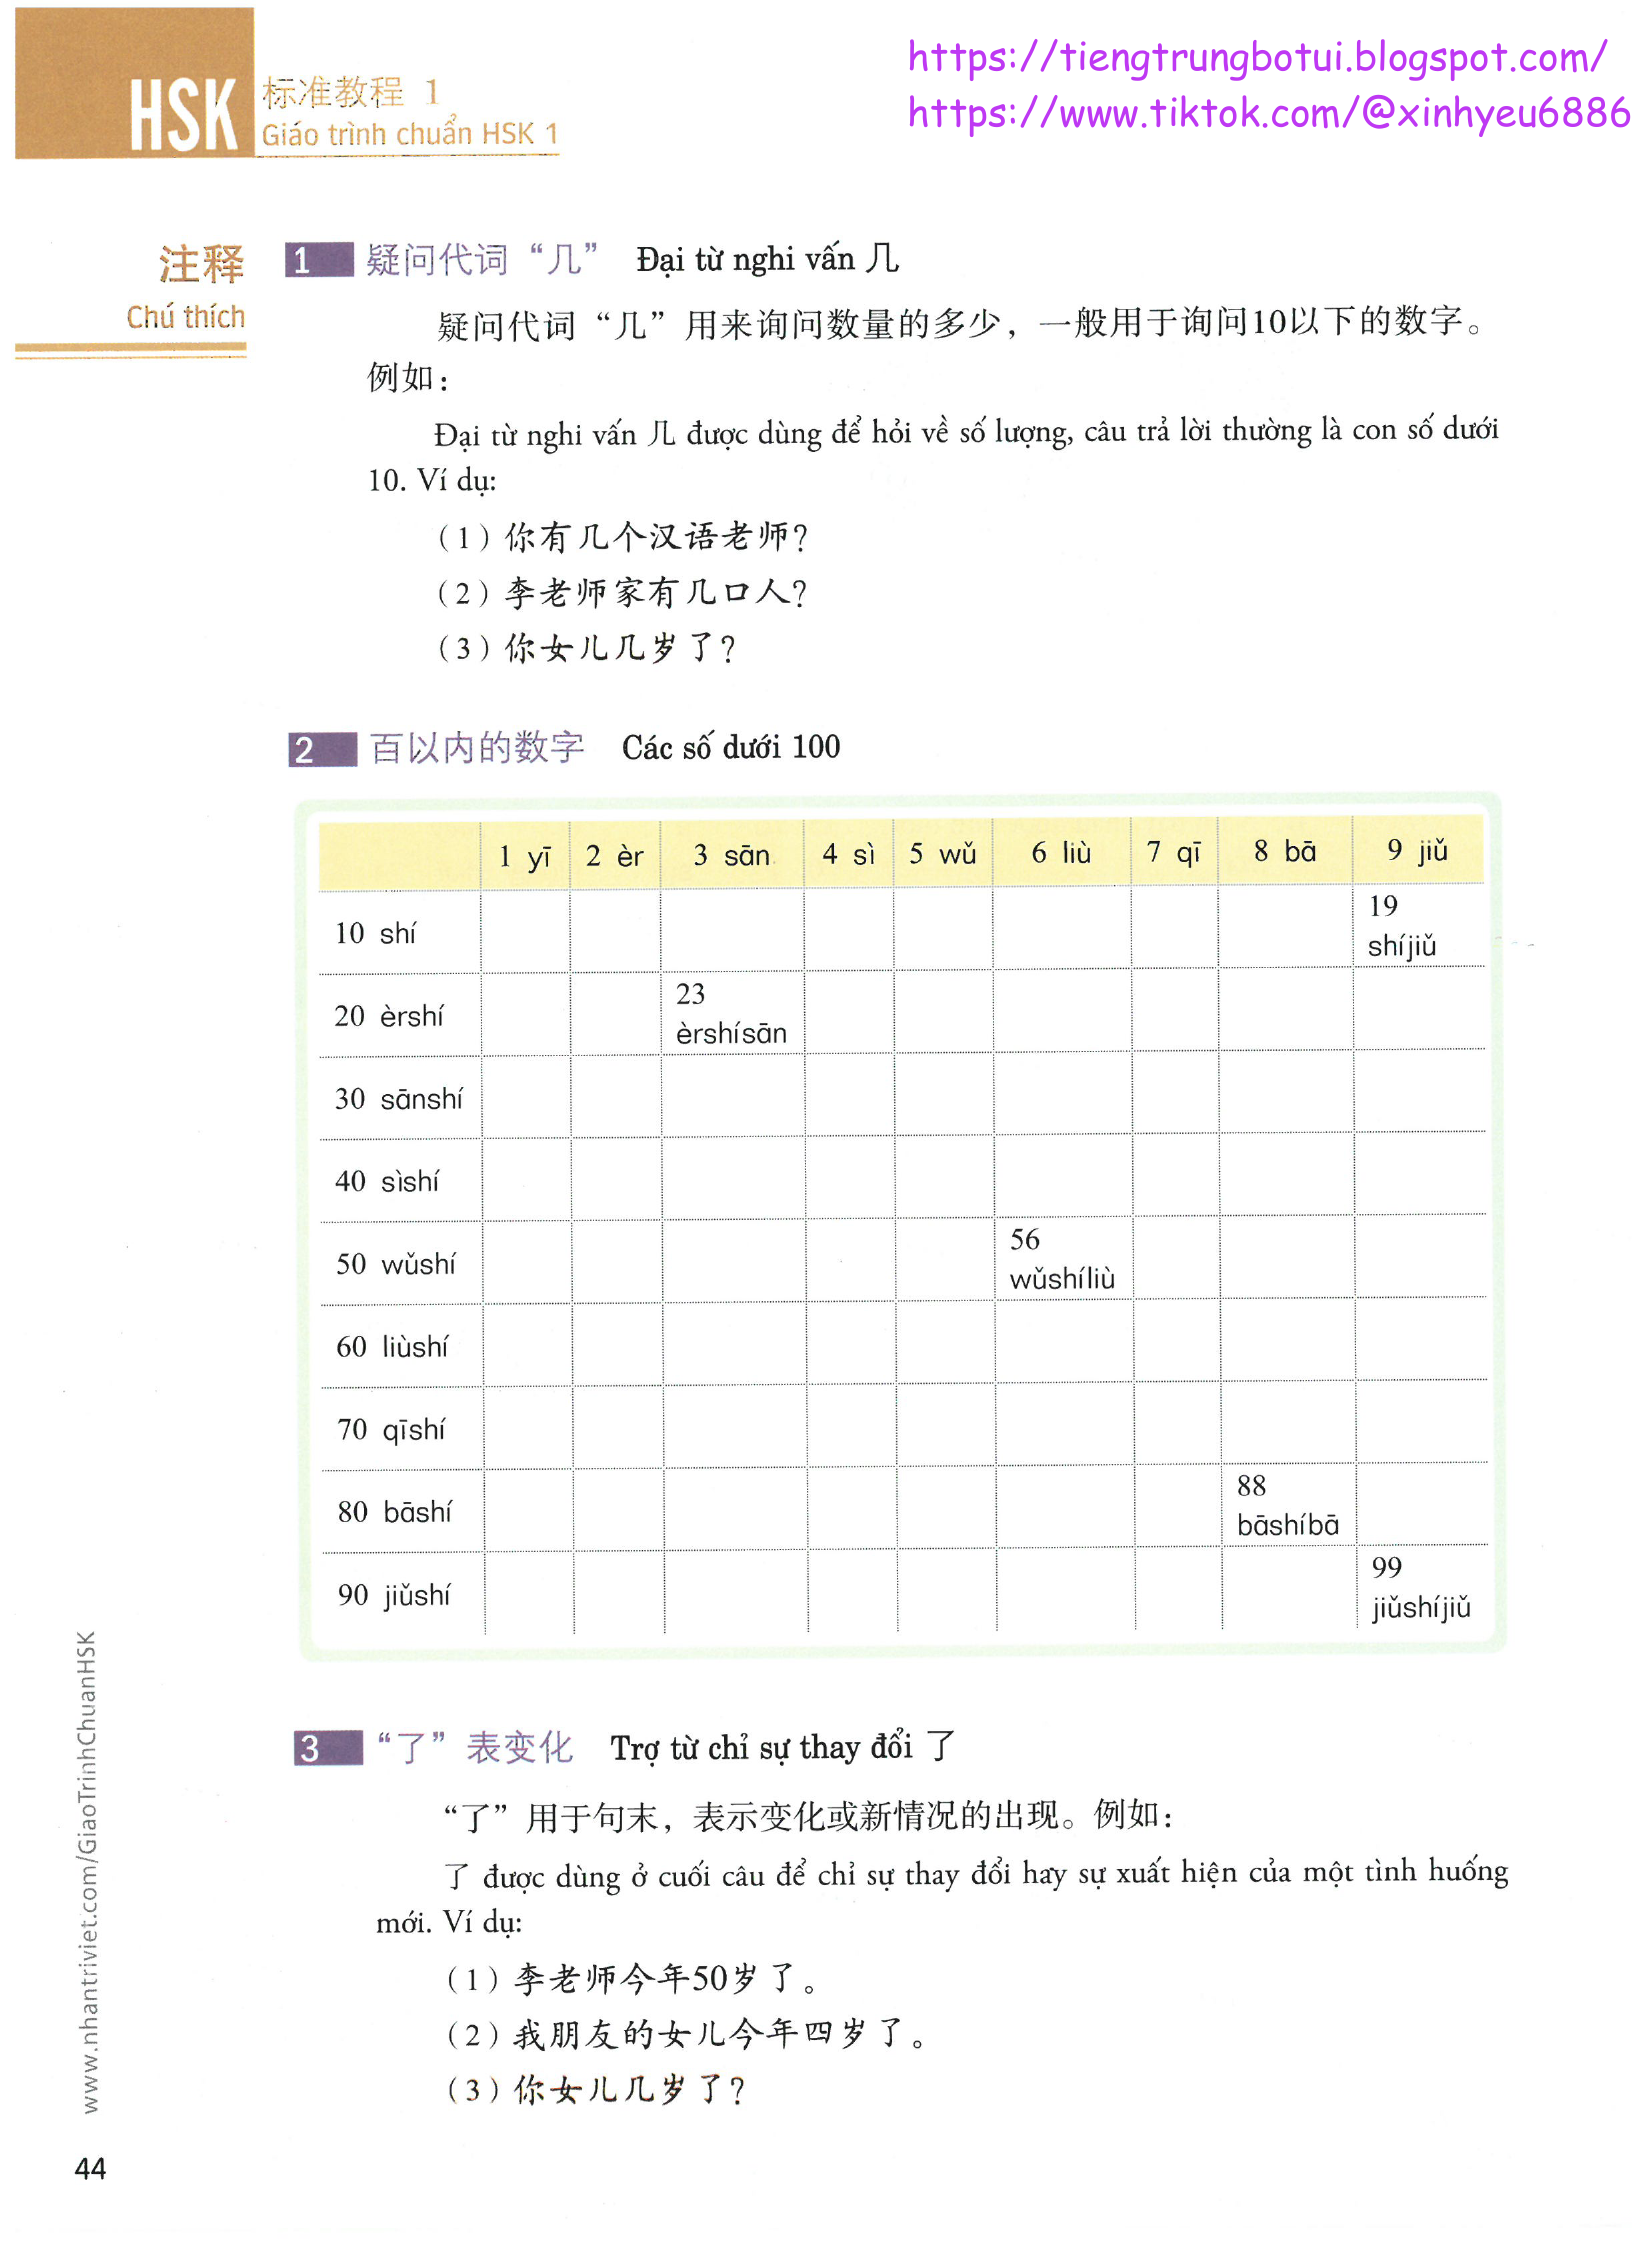 https://tiengtrungbotui.blogspot.com/
https://www.tiktok.com/@xinhyeu6886
HSK 标准教程 1
Giáo trình chuẩn HSK 1
注释
Chú thích
1 疑问代词“几” Đại từ nghi vấn 几
疑问代词“几”用来询问数量的多少，一般用于询问10以下的数字。
例如：
Đại từ nghi vấn 几 được dùng để hỏi về số lượng, câu trả lời thường là con số dưới
10. Ví dụ:
（1）你有几个汉语老师？
（2）李老师家有几口人？
（3）你女儿几岁了？
2 百以内的数字 Các số dưới 100
1 yī 2 èr 3 sān 4 sì 5 wǔ 6 liù 7 qī 8 bā 9 jiǔ
10 shí 19 shíjiǔ
20 èrshí 23 èrshísān
30 sānshí
40 sìshí
50 wǔshí 56 wǔshíliù
60 liùshí
70 qīshí
80 bāshí 88 bāshíbā
90 jiǔshí 99 jiǔshíjiǔ
3 “了”表变化 Trợ từ chỉ sự thay đổi 了
“了”用于句末，表示变化或新情况的出现。例如：
了 được dùng ở cuối câu để chỉ sự thay đổi hay sự xuất hiện của một tình huống
mới. Ví dụ:
（1）李老师今年50岁了。
（2）我朋友的女儿今年四岁了。
（3）你女儿几岁了？
www.nhantriviet.com/GiaoTrinhChuanHSK
44